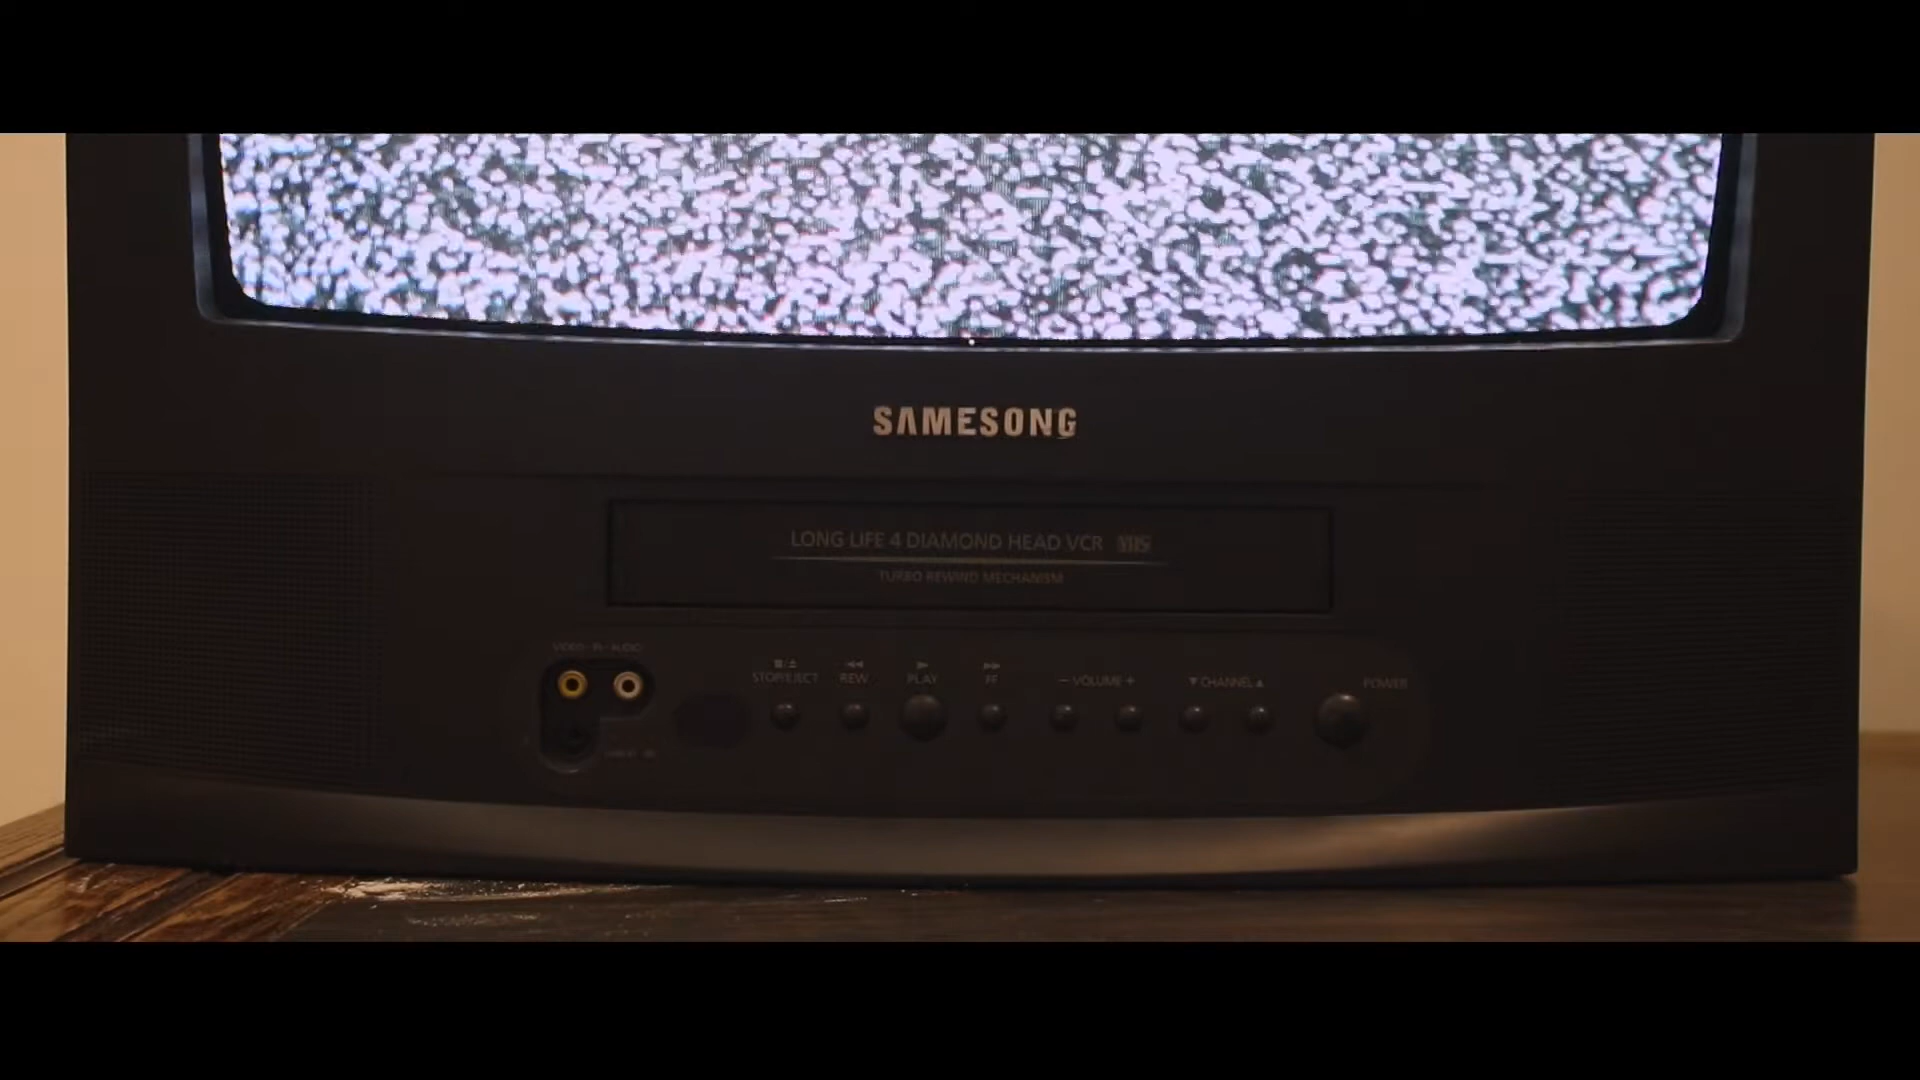 SAMESONG
LONG LIFE 4 DIAMOND HEAD VCR VHS
TURBO REWIND MECHANISM
VIDEO - IN - AUDIO
STOP/EJECT REW PLAY FF - VOLUME + ▼ CHANNEL ▲ POWER